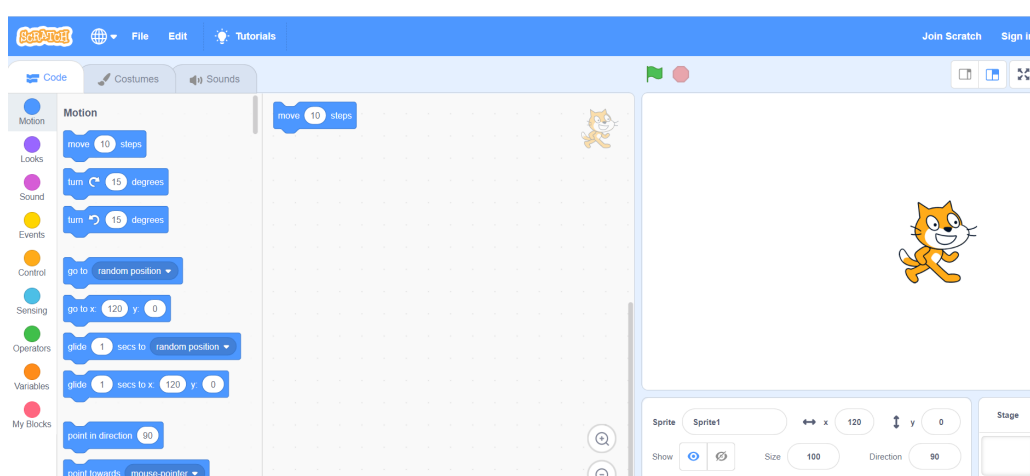 SCRATCH File Edit Tutorials Join Scratch Sign in
Code Costumes Sounds
Motion
Looks
Sound
Events
Control
Sensing
Operators
Variables
My Blocks
Motion
move 10 steps
turn 15 degrees
turn 15 degrees
go to random position
go to x: 120 y: 0
glide 1 secs to random position
glide 1 secs to x: 120 y: 0
point in direction 90
point towards mouse-pointer
move 10 steps
Sprite Sprite1 x 120 y 0
Show Size 100 Direction 90
Stage